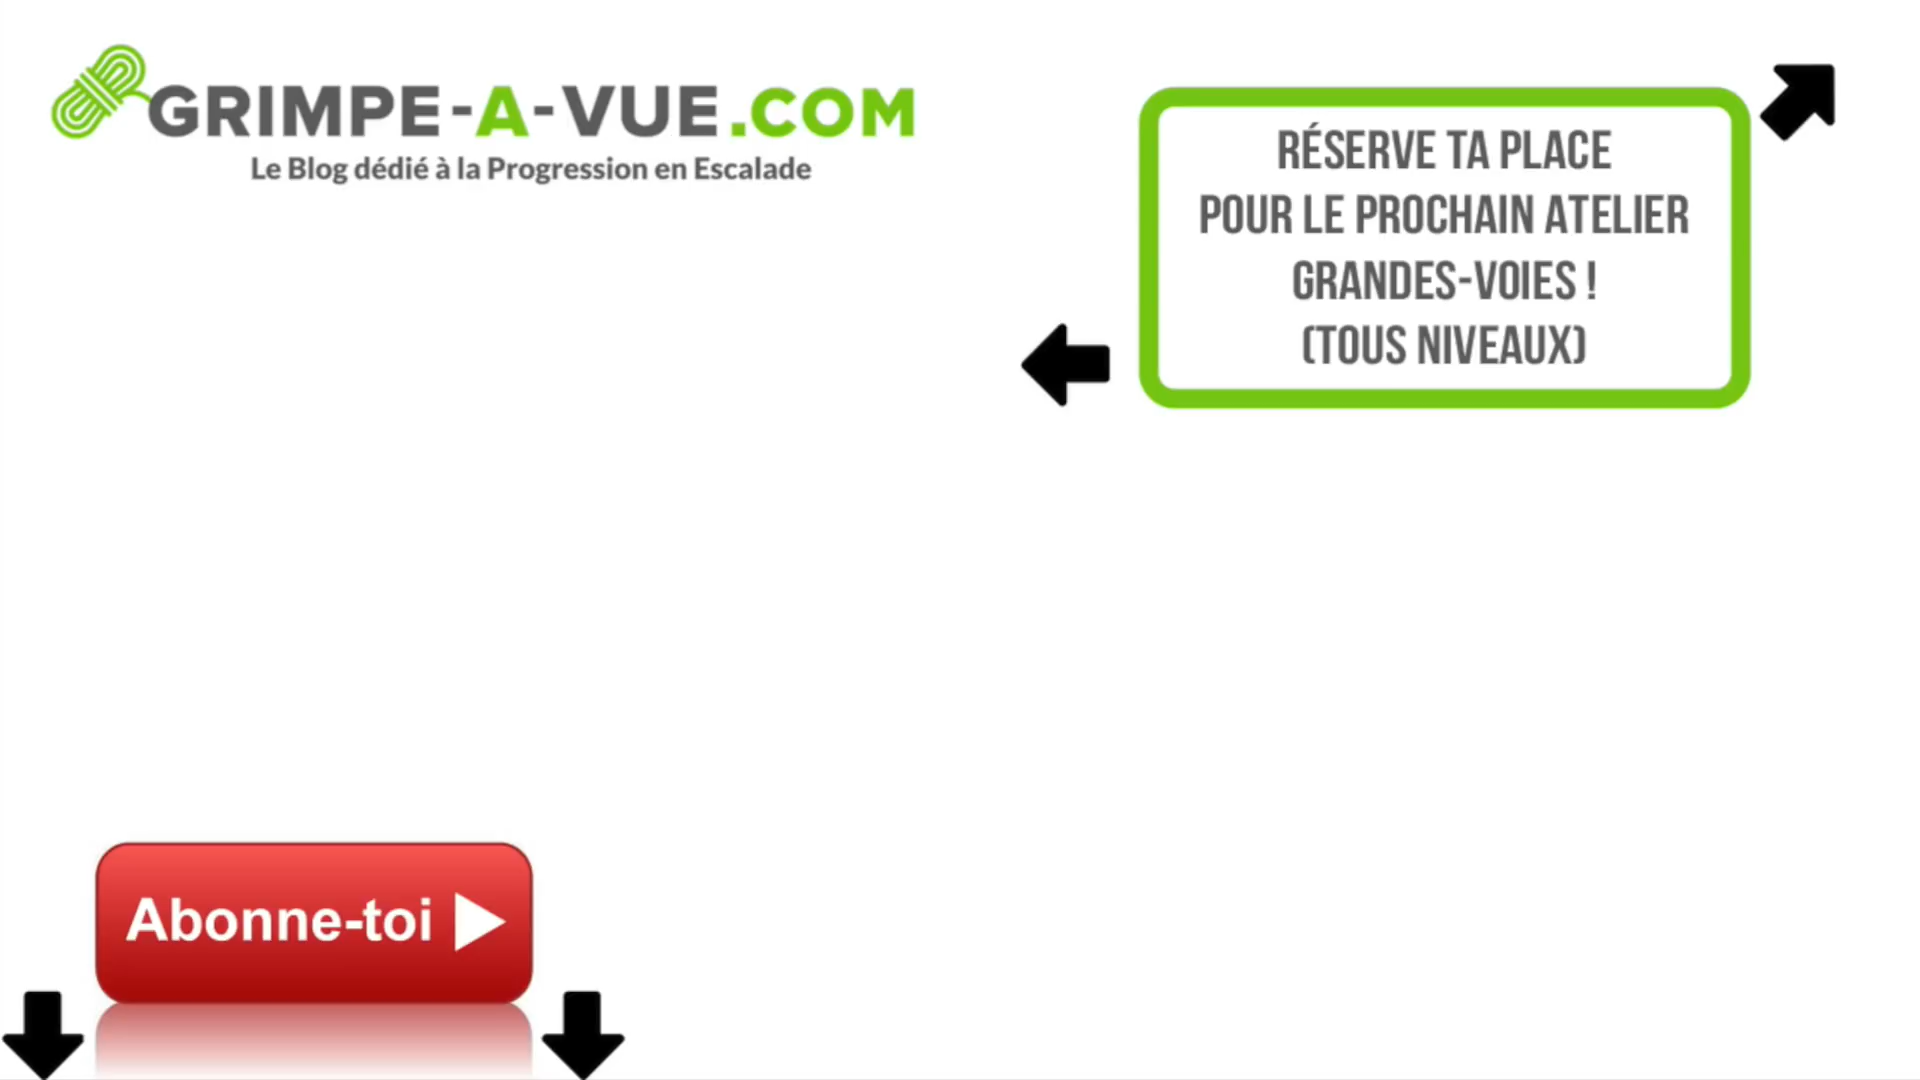 GRIMPE-A-VUE.COM
Le Blog dédié à la Progression en Escalade
RÉSERVE TA PLACE
POUR LE PROCHAIN ATELIER
GRANDES-VOIES !
(TOUS NIVEAUX)
Abonne-toi